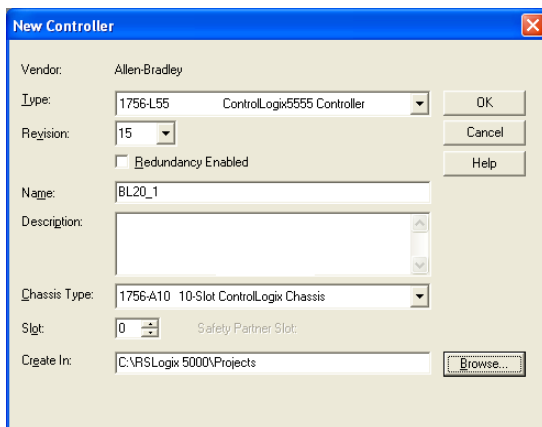 New Controller
Vendor: Allen-Bradley
Type: 1756-L55 ControlLogix5555 Controller OK
Revision: 15 Cancel
Redundancy Enabled Help
Name: BL20_1
Description:
Chassis Type: 1756-A10 10-Slot ControlLogix Chassis
Slot: 0 Safety Partner Slot:
Create In: C:\RSLogix 5000\Projects Browse...